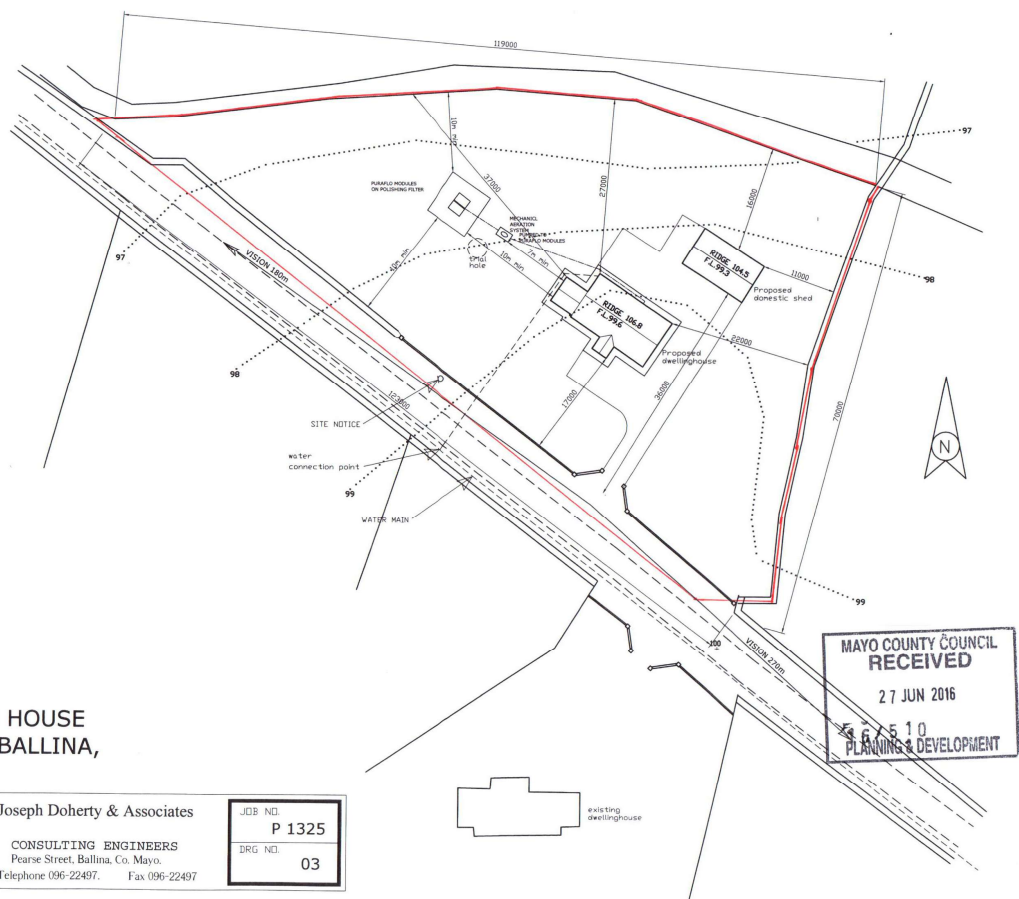 119000
97
10m min
PURAFLO MODULES
ON POLISHING FILTER
37000
27000
16000
MECHANICL
AERATION
SYSTEM
PURAFLO MODULES
trial
hole
10m min
7m min
10m min
97
VISION 180m
RIDGE 104.5
F.L.99.3
Proposed
domestic shed
11000
98
RIDGE 106.8
F.L.99.6
Proposed
dwellinghouse
22000
36000
17000
70000
N
98
SITE NOTICE
water
connection point
99
WATER MAIN
99
100
VISION 270m
MAYO COUNTY COUNCIL
RECEIVED
27 JUN 2016
510
PLANNING & DEVELOPMENT
HOUSE
BALLINA,
existing
dwellinghouse
Joseph Doherty & Associates
CONSULTING ENGINEERS
Pearse Street, Ballina, Co. Mayo.
Telephone 096-22497. Fax 096-22497
JOB NO.
P 1325
DRG NO.
03